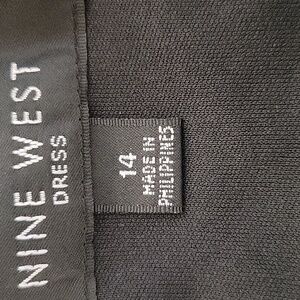 NINE WEST
DRESS
14
MADE IN
PHILIPPINES